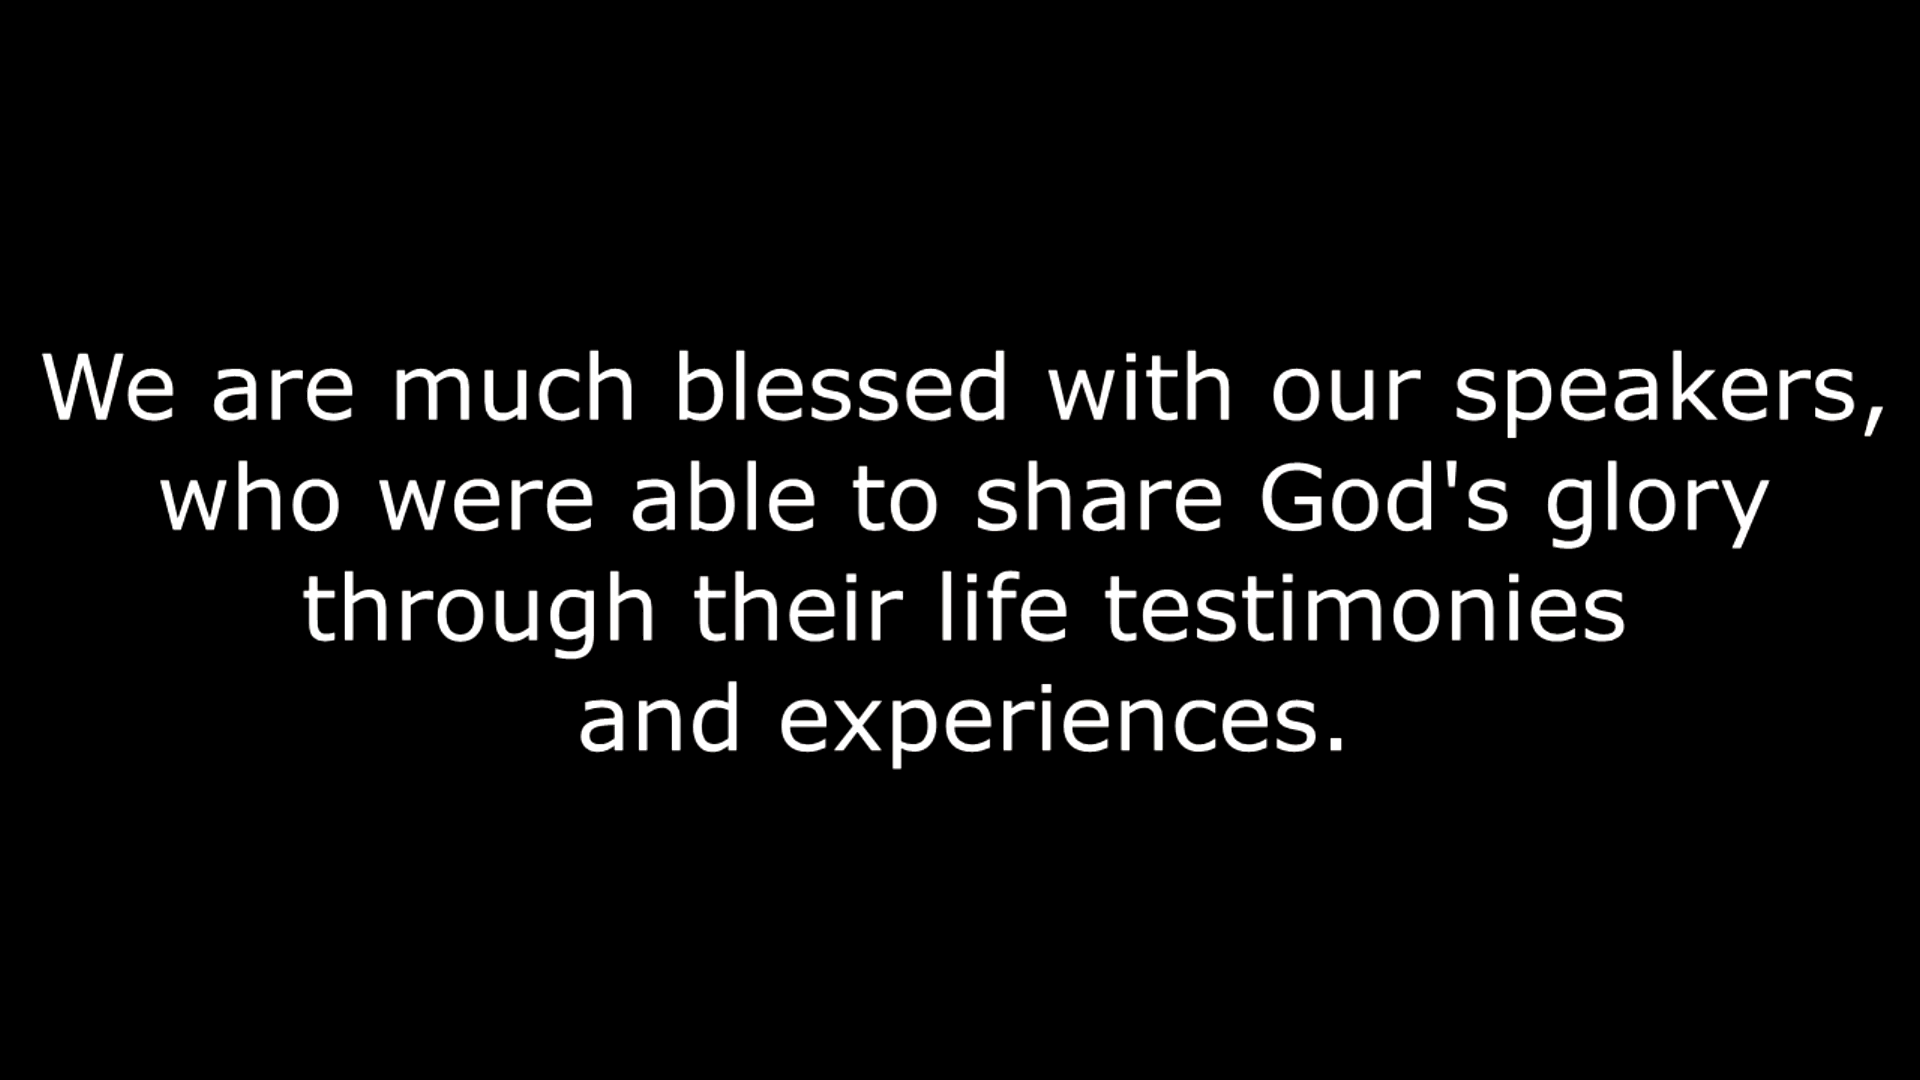 We are much blessed with our speakers,
who were able to share God's glory
through their life testimonies
and experiences.